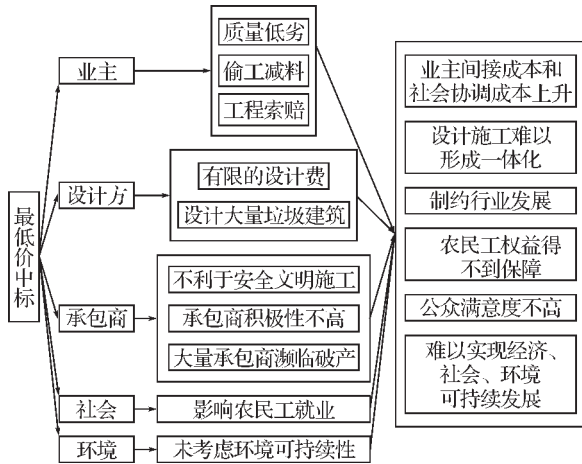 最低价中标
业主
质量低劣
偷工减料
工程索赔
设计方
有限的设计费
设计大量垃圾建筑
承包商
不利于安全文明施工
承包商积极性不高
大量承包商濒临破产
社会
影响农民工就业
环境
未考虑环境可持续性
业主间接成本和
社会协调成本上升
设计施工难以
形成一体化
制约行业发展
农民工权益得
不到保障
公众满意度不高
难以实现经济、
社会、环境
可持续发展